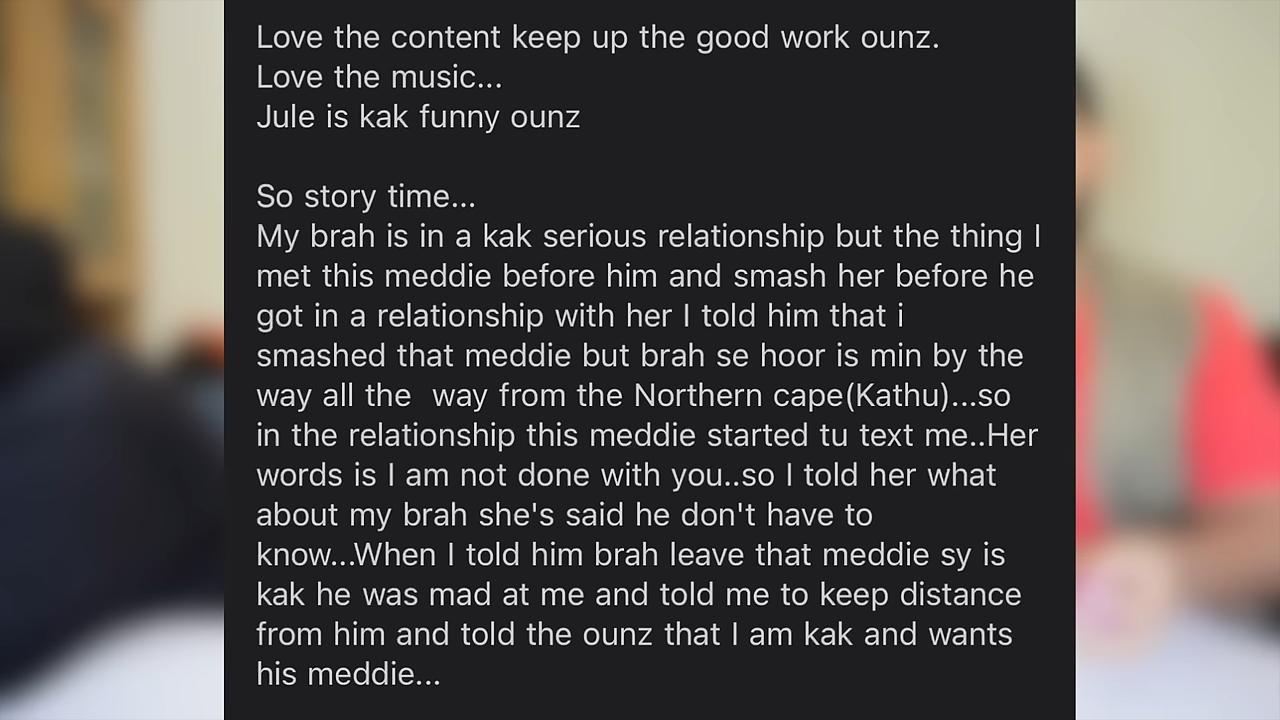 Love the content keep up the good work ounz.
Love the music...
Jule is kak funny ounz
So story time...
My brah is in a kak serious relationship but the thing I
met this meddie before him and smash her before he
got in a relationship with her I told him that i
smashed that meddie but brah se hoor is min by the
way all the  way from the Northern cape(Kathu)...so
in the relationship this meddie started tu text me..Her
words is I am not done with you..so I told her what
about my brah she's said he don't have to
know...When I told him brah leave that meddie sy is
kak he was mad at me and told me to keep distance
from him and told the ounz that I am kak and wants
his meddie...